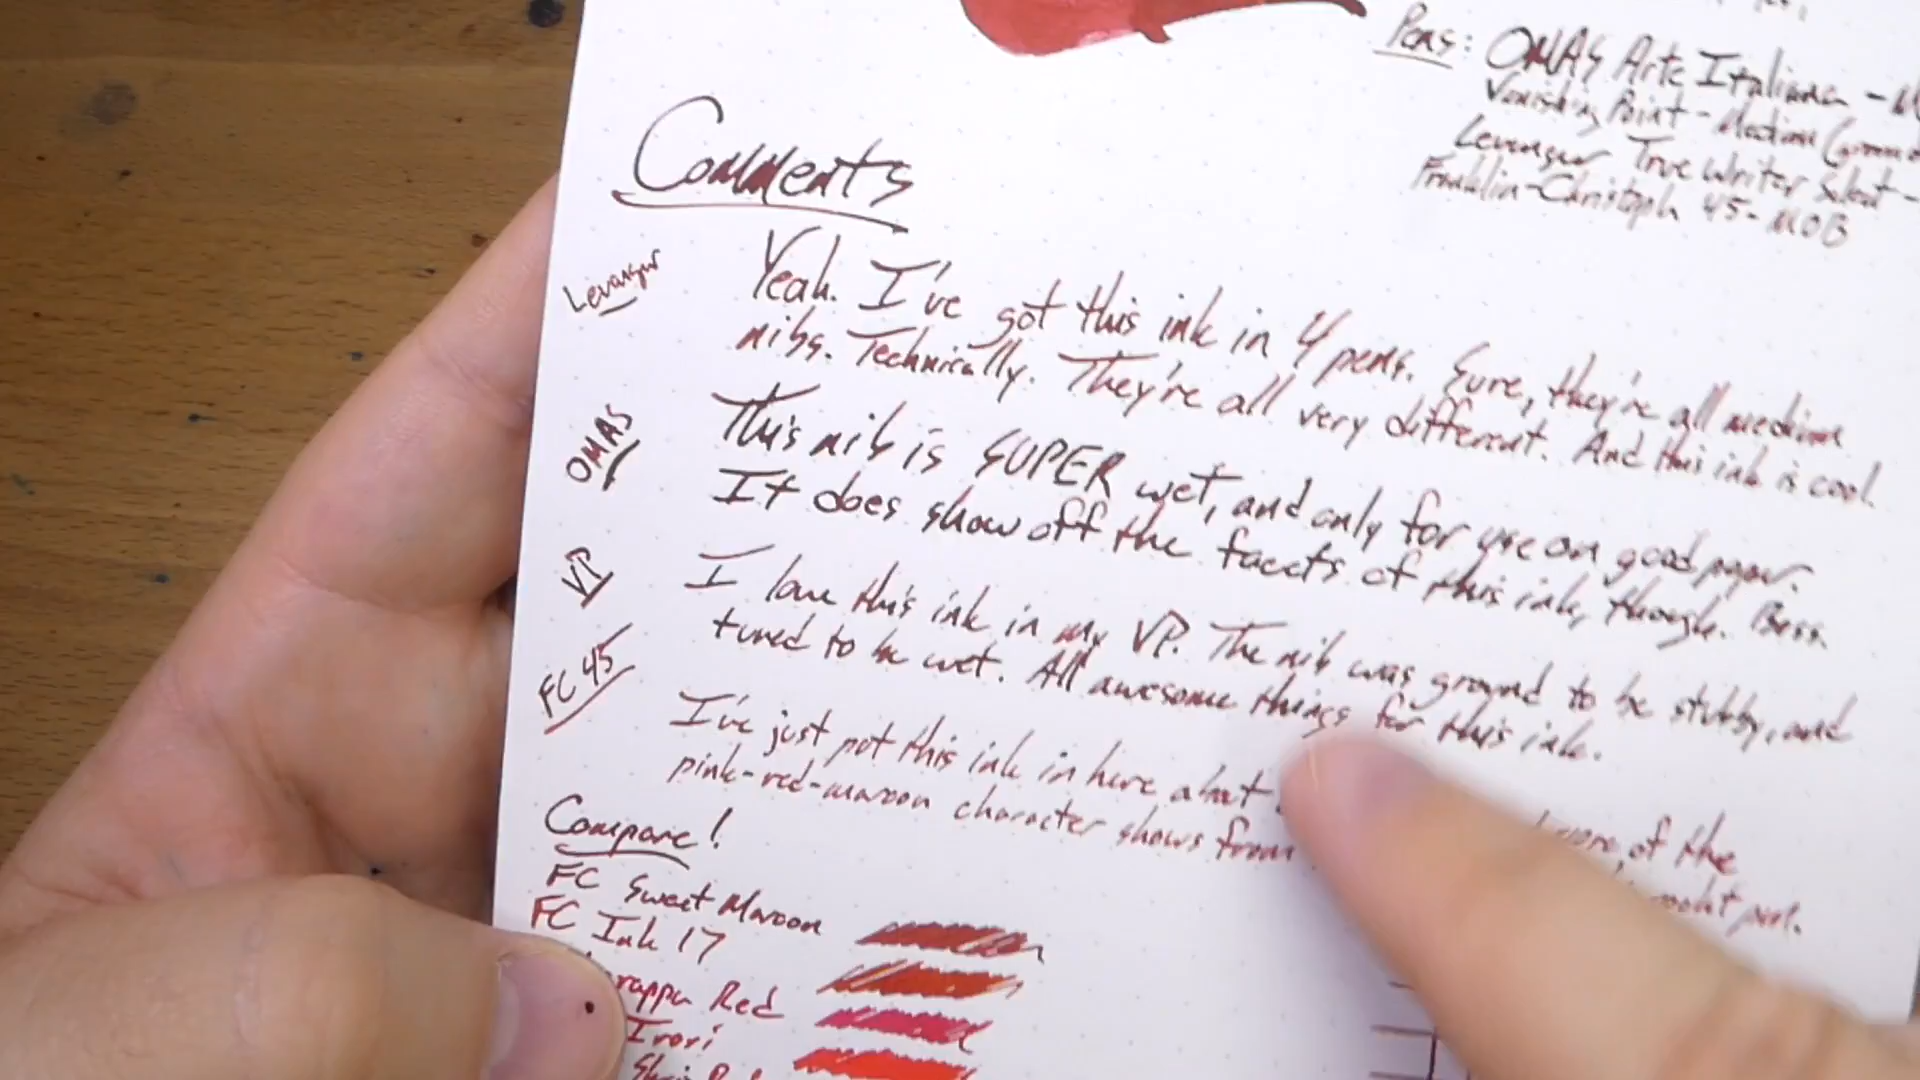 Pens: OMAS Arte Italiana - M
Vanishing Point - Medium
Levenger True Writer Select -
Franklin-Christoph 45 - MOB
Comments
Levenger
Yeah. I've got this ink in 4 pens. Sure, they're all medium
nibs. Technically. They're all very different. And this ink is cool.
OMAS
This nib is SUPER wet, and only for use on good paper.
It does show off the facets of this ink, though. Boss.
VP
I love this ink in my VP. The nib was ground to be stubby, and
tuned to be wet. All awesome things for this ink.
FC 45
I've just put this ink in here about more, of the
pink-red-maroon character shows from
Compare!
FC Sweet Maroon
FC Ink 17
Red
Irori